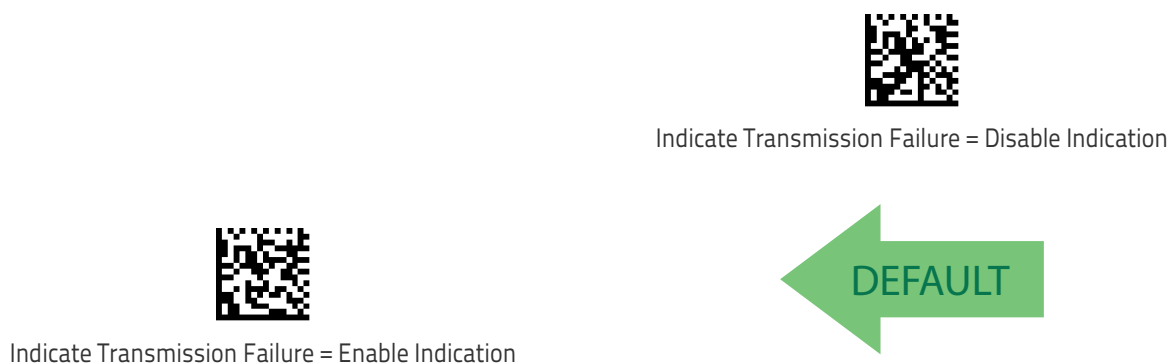 Indicate Transmission Failure = Disable Indication
DEFAULT
Indicate Transmission Failure = Enable Indication